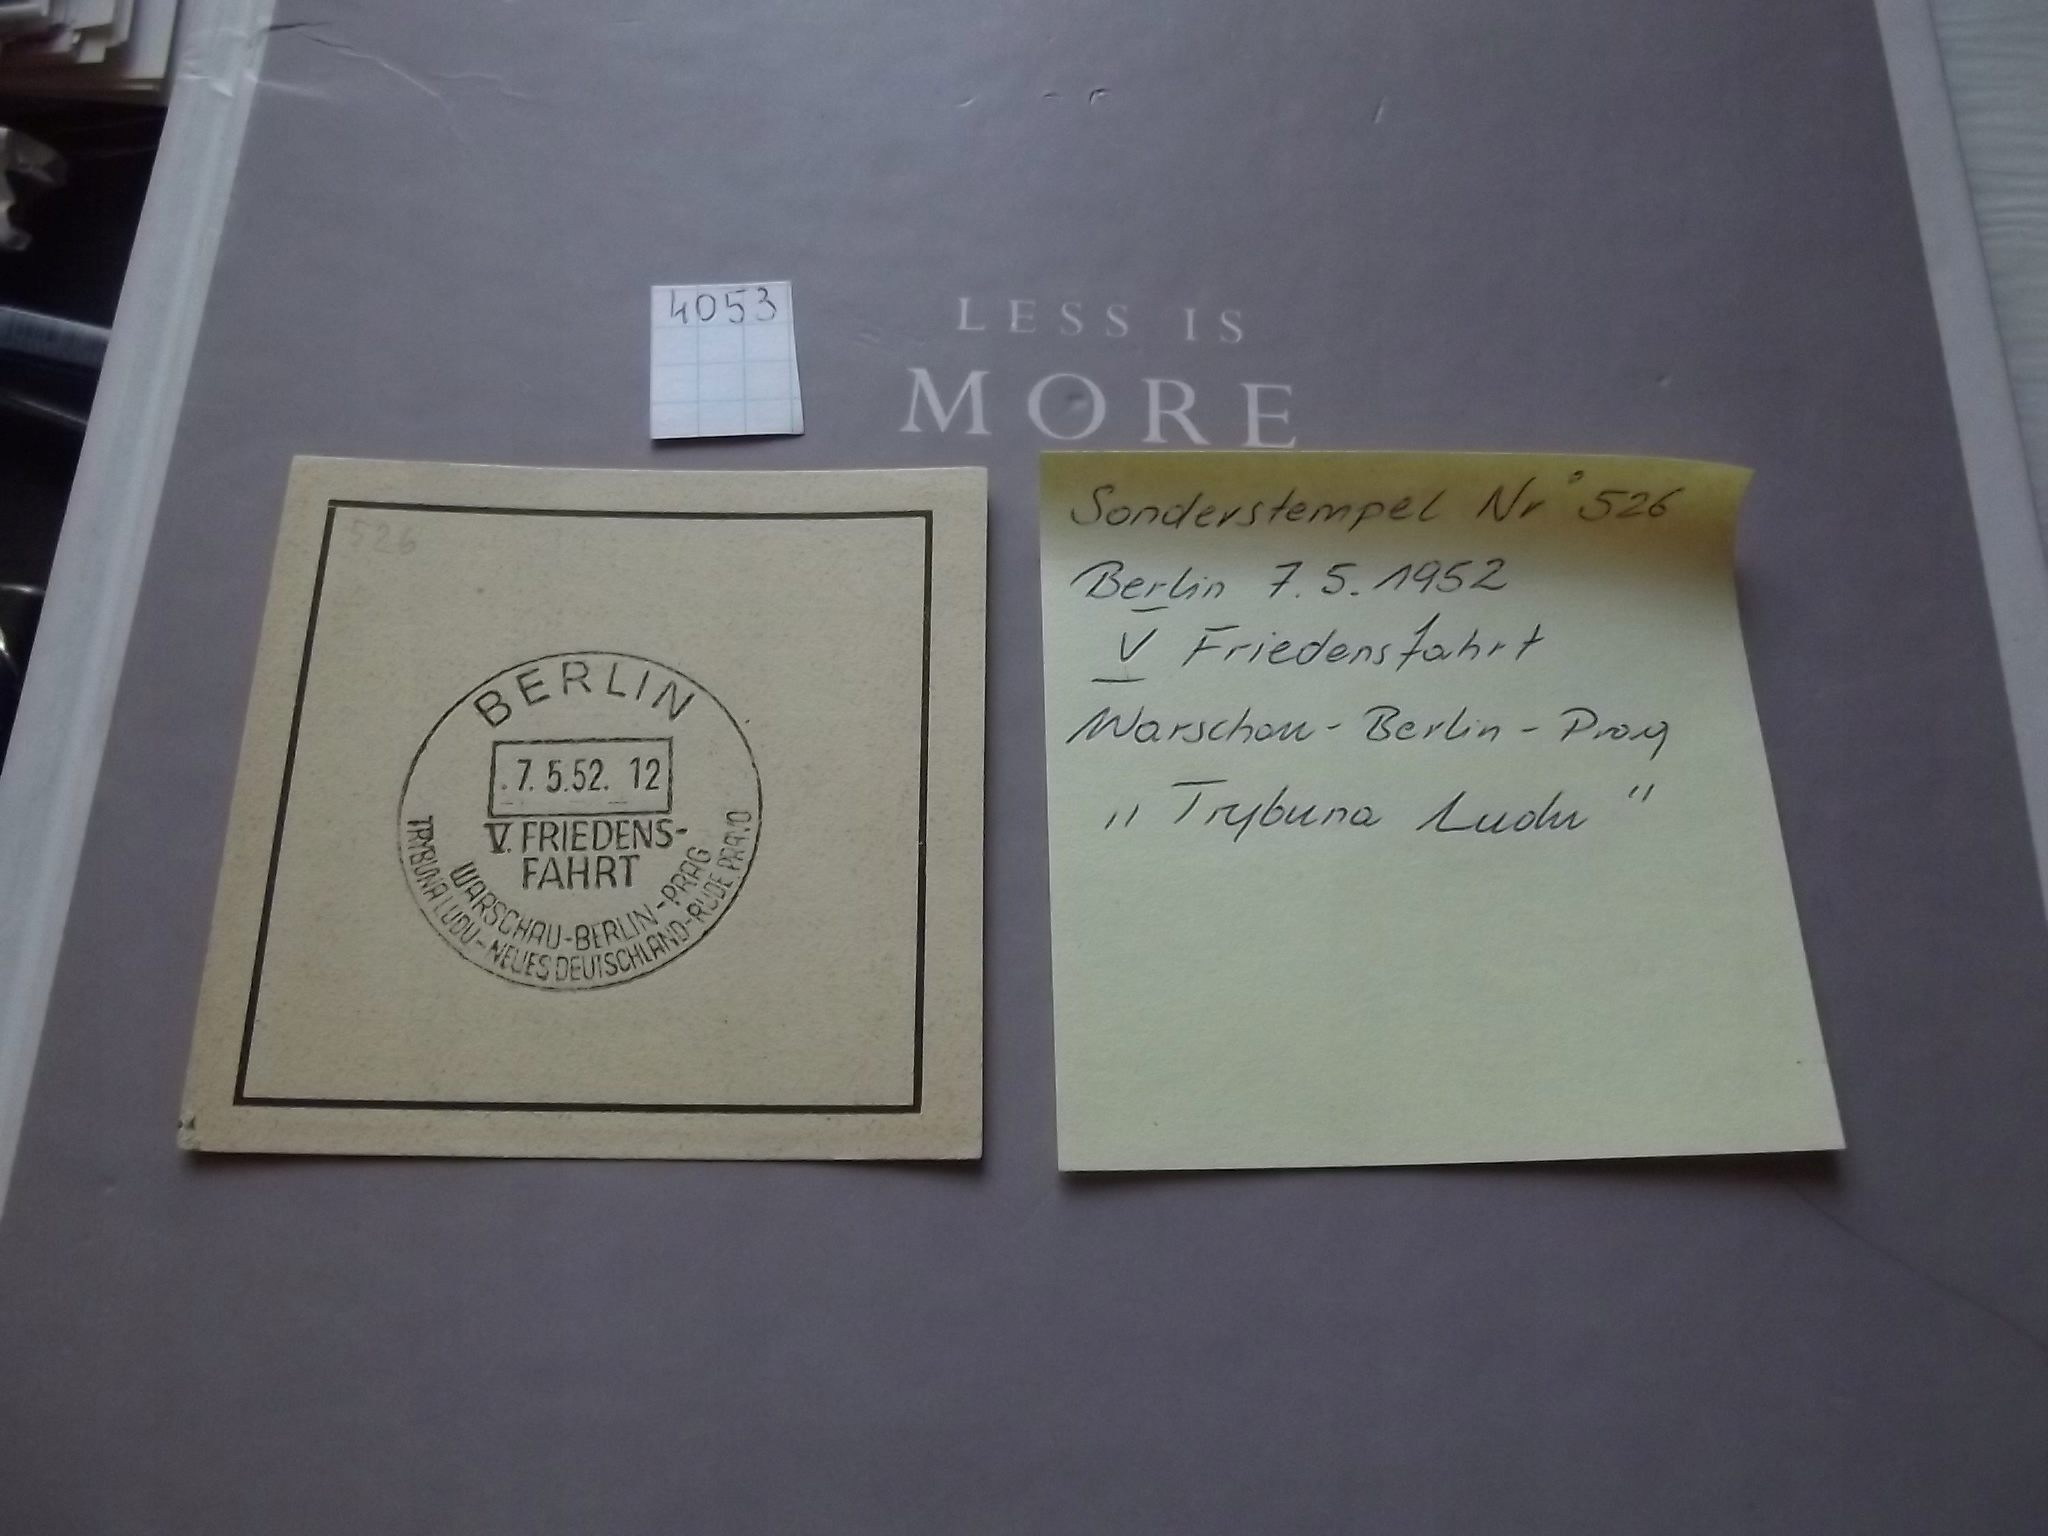 4053
LESS IS
MORE
526
BERLIN
.7.5.52. 12
V. FRIEDENS-
FAHRT
WARSCHAU-BERLIN-PRAG
TRYBUNA LUDU-NEUES DEUTSCHLAND-RUDE PRAVO
Sonderstempel Nr° 526
Berlin 7.5.1952
V Friedensfahrt
Warschau - Berlin - Prag
„ Trybuna Ludu "